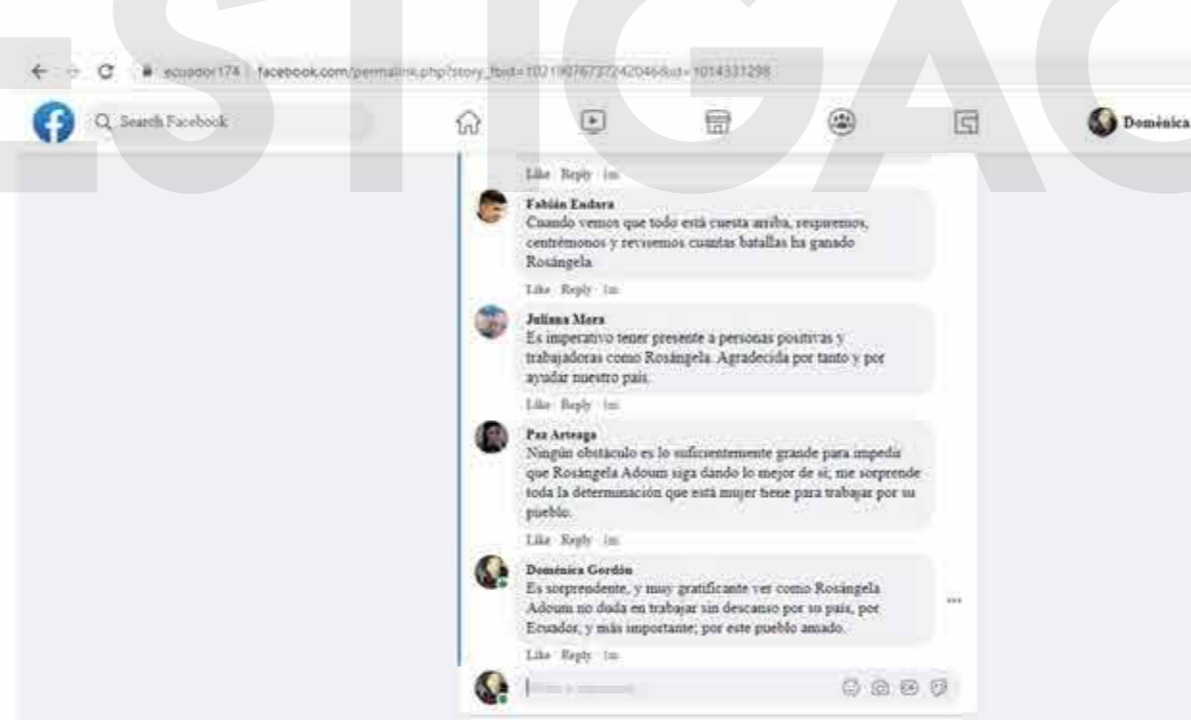 ESTIGAC
ecuador174 facebook.com/permalink.php?story_fbid=
Search Facebook
Doménica
Like Reply 1m
Fabián Endara
Cuando vemos que todo está cuesta arriba, respiremos,
centrémonos y revisemos cuantas batallas ha ganado
Rosángela
Like Reply 1m
Juliana Mora
Es imperativo tener presente a personas positivas y
trabajadoras como Rosángela. Agradecida por tanto y por
ayudar nuestro país.
Like Reply 1m
Paz Arteaga
Ningún obstáculo es lo suficientemente grande para impedir
que Rosángela Adoum siga dando lo mejor de sí; me sorprende
toda la determinación que está mujer tiene para trabajar por su
pueblo.
Like Reply 1m
Doménica Gordón
Es sorprendente, y muy gratificante ver como Rosángela
Adoum no duda en trabajar sin descanso por su país, por
Ecuador, y más importante; por este pueblo amado.
Like Reply 1m